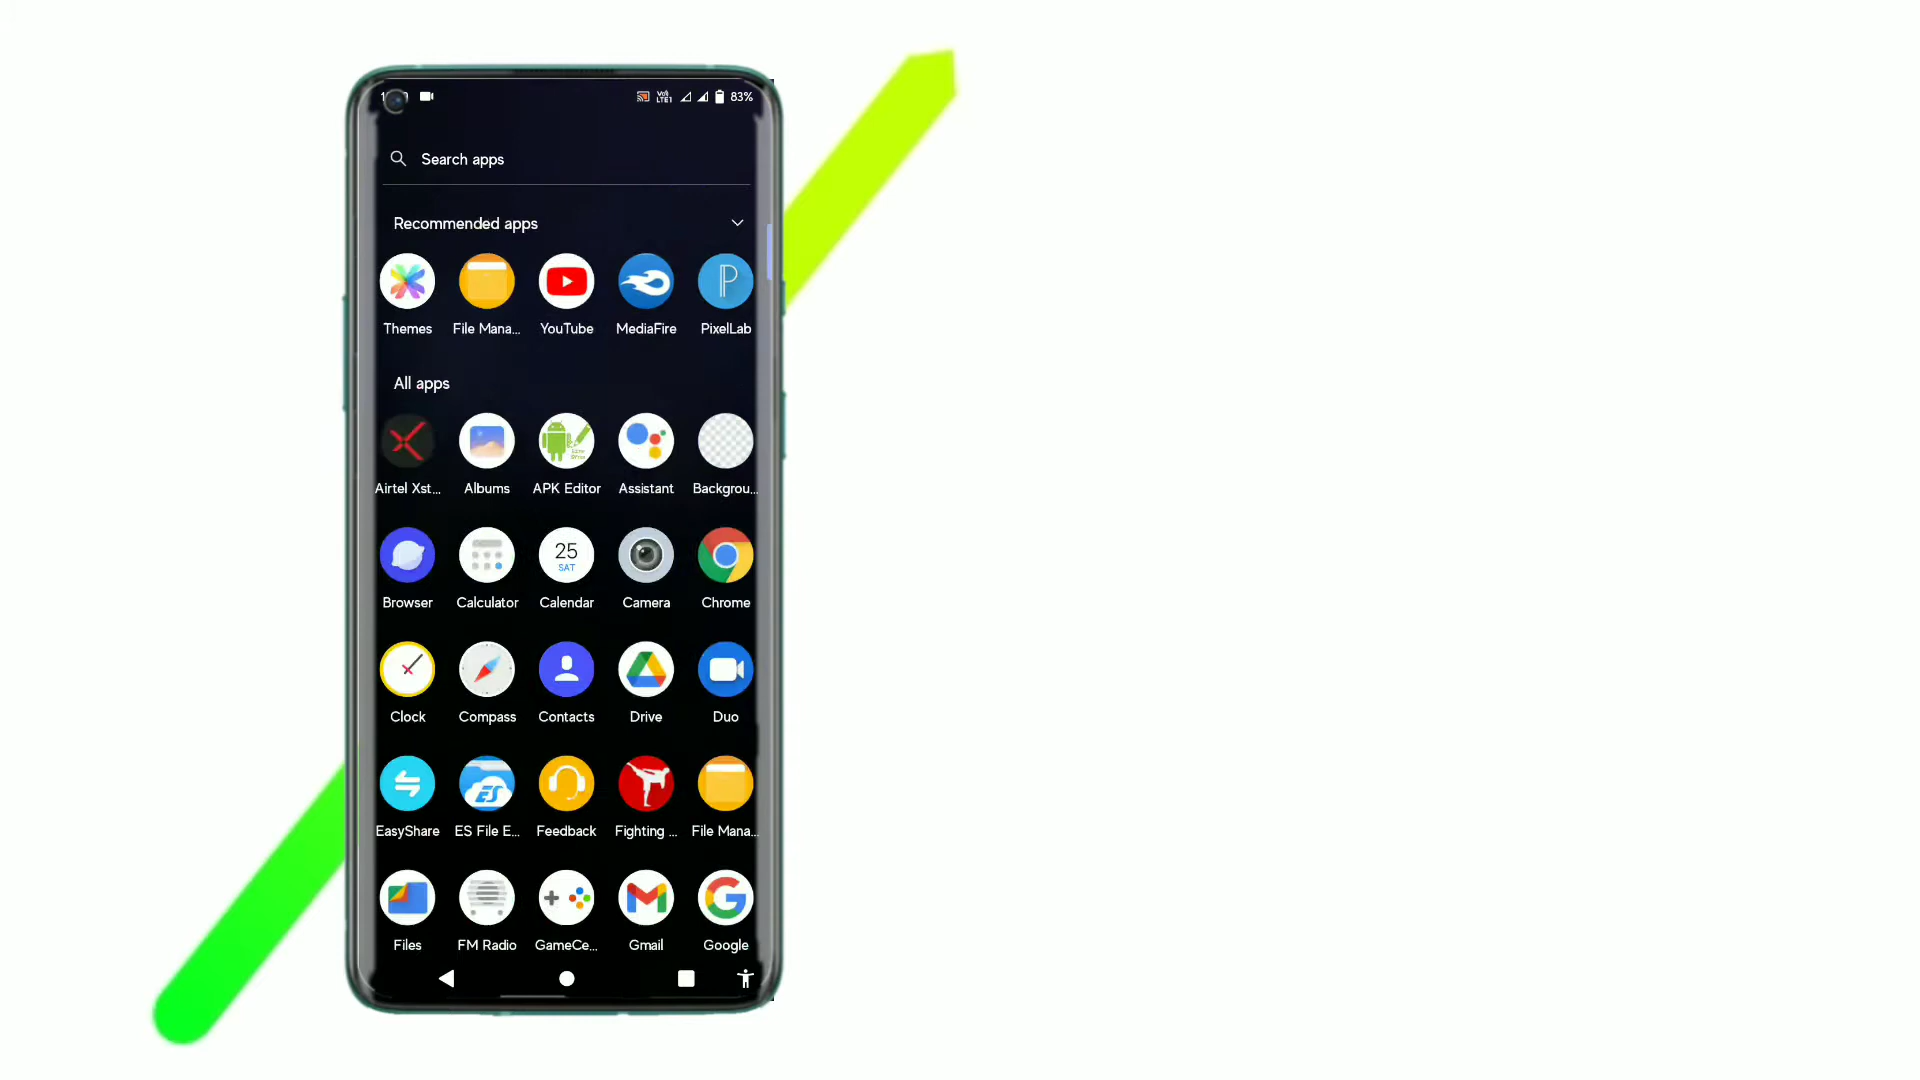 83%
Search apps
Recommended apps
Themes File Mana... YouTube MediaFire PixelLab
All apps
Airtel Xst... Albums APK Editor Assistant Backgrou...
25
SAT
Browser Calculator Calendar Camera Chrome
Clock Compass Contacts Drive Duo
ES
EasyShare ES File E... Feedback Fighting ... File Mana...
Files FM Radio GameCe... Gmail Google